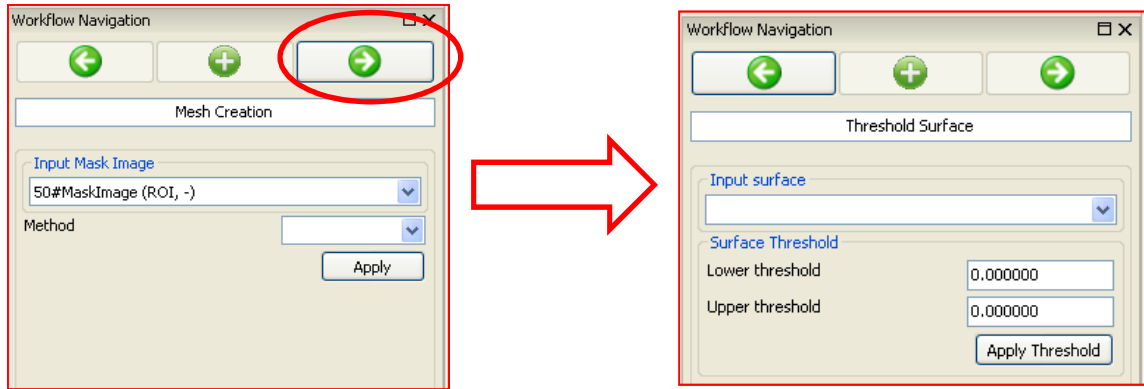 Workflow Navigation
Mesh Creation
Input Mask Image
50#MaskImage (ROI, -)
Method
Apply
Workflow Navigation
Threshold Surface
Input surface
Surface Threshold
Lower threshold 0.000000
Upper threshold 0.000000
Apply Threshold